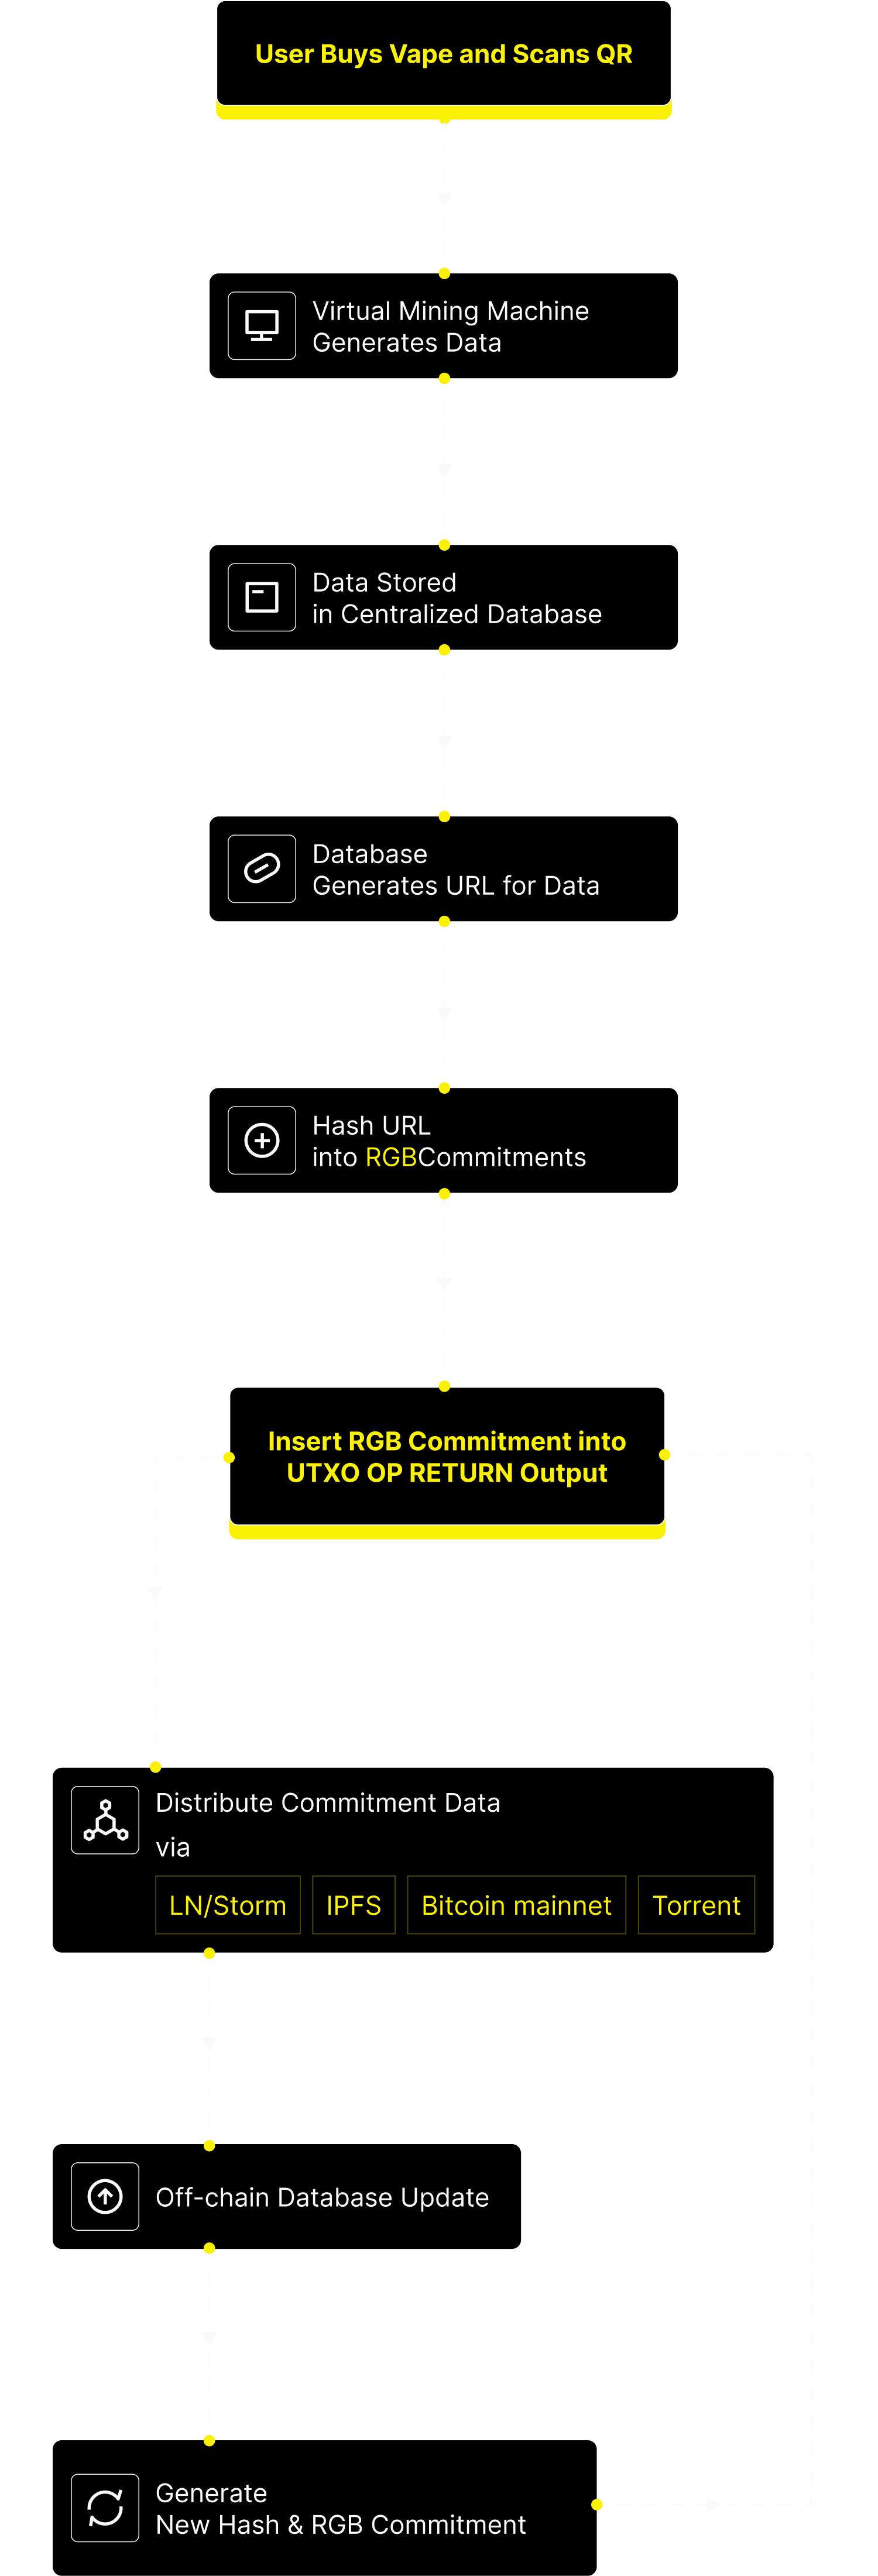 User Buys Vape and Scans QR
Virtual Mining Machine
Generates Data
Data Stored
in Centralized Database
Database
Generates URL for Data
Hash URL
into RGBCommitments
Insert RGB Commitment into
UTXO OP RETURN Output
Distribute Commitment Data
via
LN/Storm IPFS Bitcoin mainnet Torrent
Off-chain Database Update
Generate
New Hash & RGB Commitment